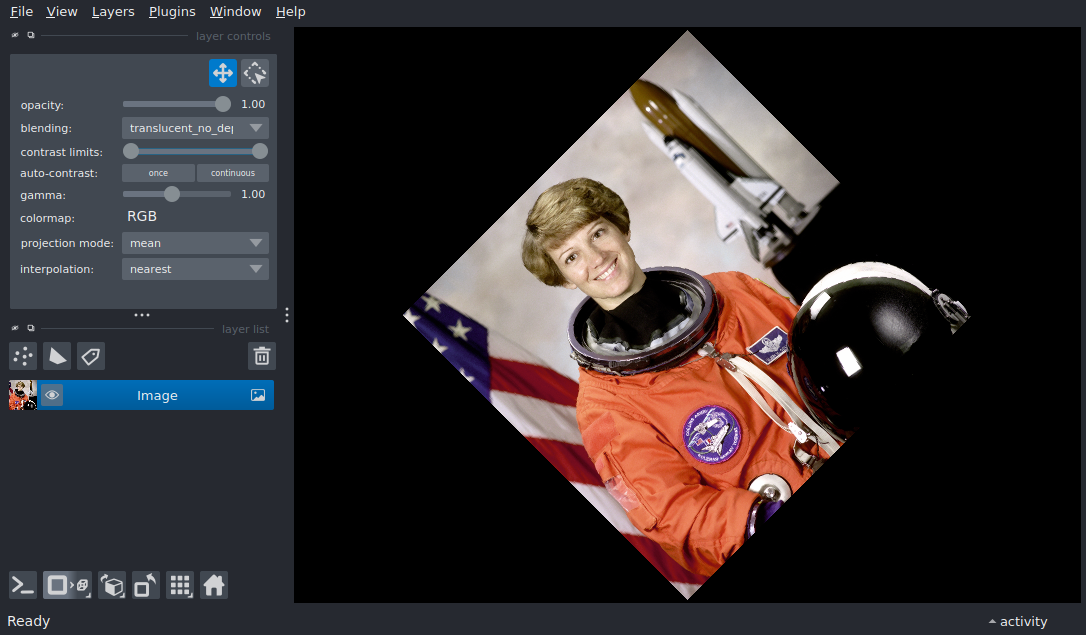 File View Layers Plugins Window Help
layer controls
opacity: 1.00
blending: translucent_no_dep
contrast limits:
auto-contrast: once continuous
gamma: 1.00
colormap: RGB
projection mode: mean
interpolation: nearest
layer list
Image
Ready
activity